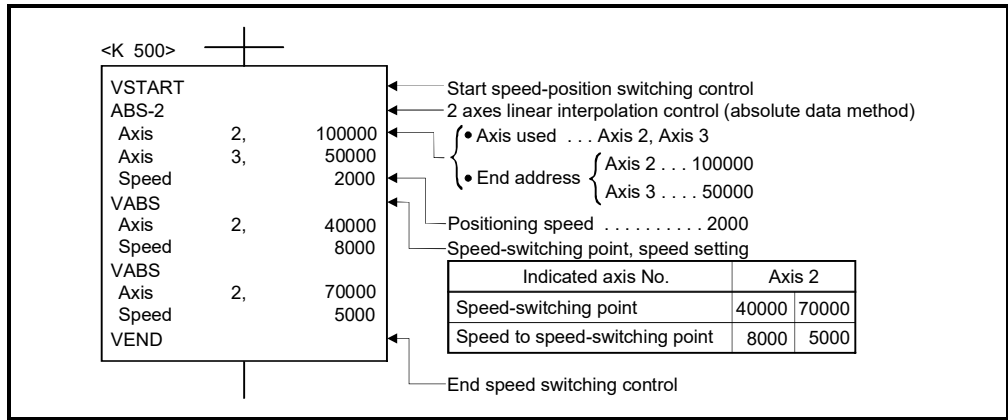 <K 500>
VSTART
ABS-2
Axis 2, 100000
Axis 3, 50000
Speed 2000
VABS
Axis 2, 40000
Speed 8000
VABS
Axis 2, 70000
Speed 5000
VEND
Start speed-position switching control
2 axes linear interpolation control (absolute data method)
• Axis used . . . Axis 2, Axis 3
• End address
Axis 2 . . . 100000
Axis 3 . . . . 50000
Positioning speed . . . . . . . . . . 2000
Speed-switching point, speed setting
Indicated axis No. Axis 2
Speed-switching point 40000 70000
Speed to speed-switching point 8000 5000
End speed switching control